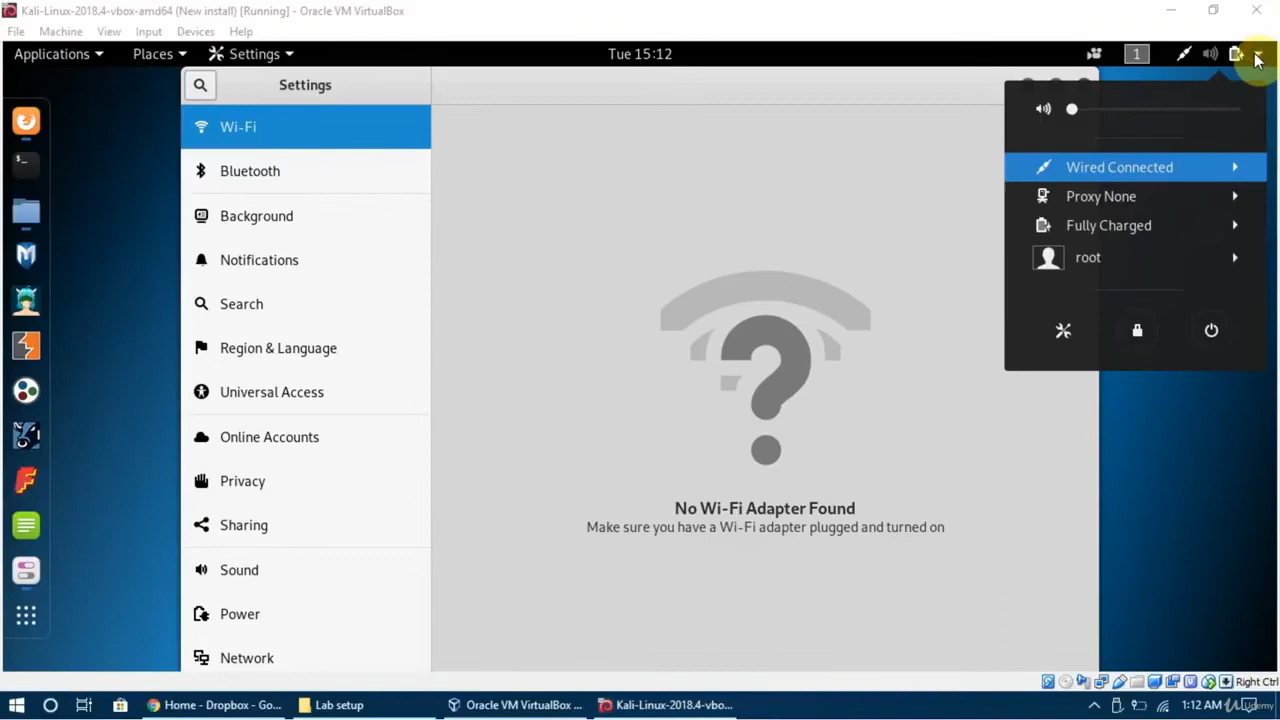 Kali-Linux-2018.4-vbox-amd64 (New install) [Running] - Oracle VM VirtualBox
File Machine View Input Devices Help
Applications Places Settings Tue 15:12 1
Settings
Wi-Fi
Bluetooth
Background
Notifications
Search
Region & Language
Universal Access
Online Accounts
Privacy
Sharing
Sound
Power
Network
No Wi-Fi Adapter Found
Make sure you have a Wi-Fi adapter plugged and turned on
Wired Connected
Proxy None
Fully Charged
root
Right Ctrl
Home - Dropbox - Go... Lab setup Oracle VM VirtualBox ... Kali-Linux-2018.4-vbo... 1:12 AM
Udemy